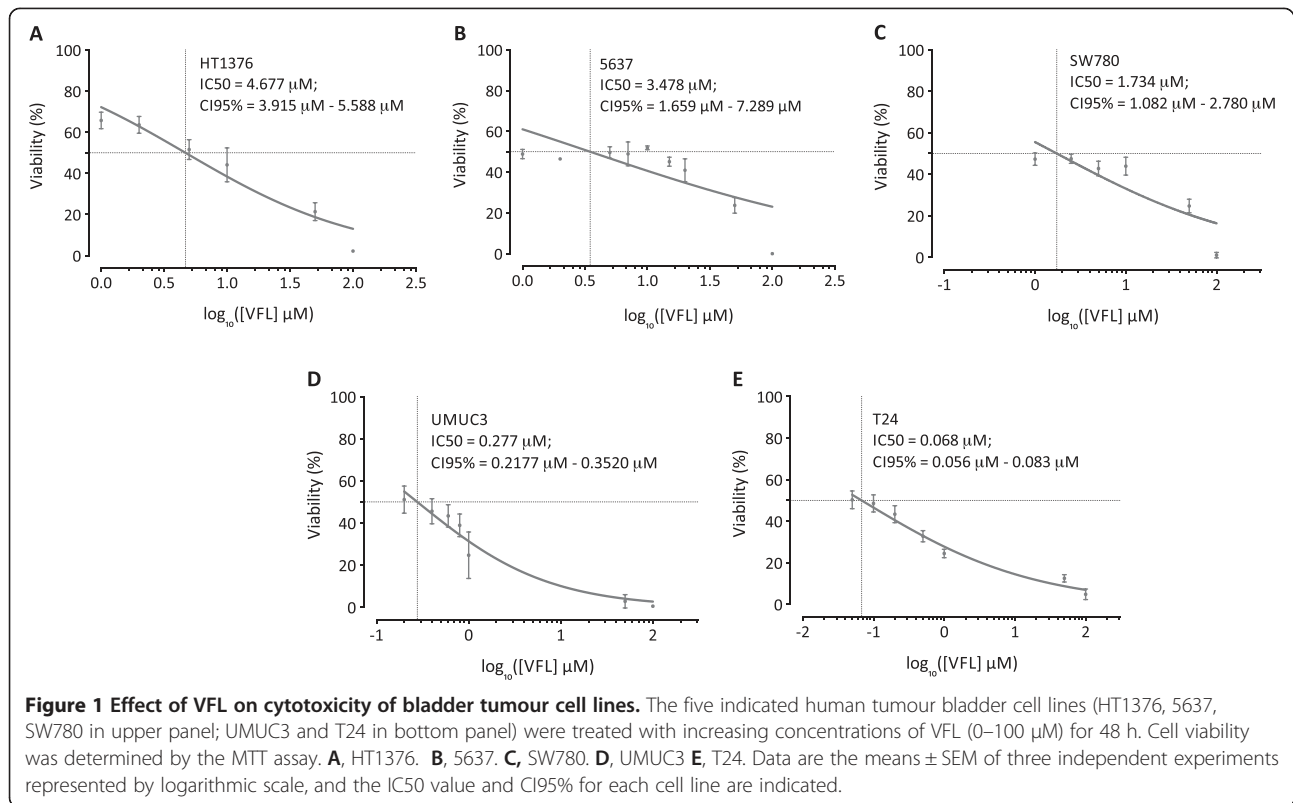 A
HT1376
IC50 = 4.677 µM;
CI95% = 3.915 µM - 5.588 µM
100
80
60
40
20
0
Viability (%)
0.0 0.5 1.0 1.5 2.0 2.5
log10([VFL] µM)
B
5637
IC50 = 3.478 µM;
CI95% = 1.659 µM - 7.289 µM
100
80
60
40
20
0
Viability (%)
0.0 0.5 1.0 1.5 2.0 2.5
log10([VFL] µM)
C
SW780
IC50 = 1.734 µM;
CI95% = 1.082 µM - 2.780 µM
100
80
60
40
20
0
Viability (%)
-1 0 1 2
log10([VFL] µM)
D
UMUC3
IC50 = 0.277 µM;
CI95% = 0.2177 µM - 0.3520 µM
100
80
60
40
20
0
Viability (%)
-1 0 1 2
log10([VFL] µM)
E
T24
IC50 = 0.068 µM;
CI95% = 0.056 µM - 0.083 µM
100
80
60
40
20
0
Viability (%)
-2 -1 0 1 2
log10([VFL] µM)
Figure 1 Effect of VFL on cytotoxicity of bladder tumour cell lines. The five indicated human tumour bladder cell lines (HT1376, 5637,
SW780 in upper panel; UMUC3 and T24 in bottom panel) were treated with increasing concentrations of VFL (0–100 µM) for 48 h. Cell viability
was determined by the MTT assay. A, HT1376. B, 5637. C, SW780. D, UMUC3 E, T24. Data are the means ± SEM of three independent experiments
represented by logarithmic scale, and the IC50 value and CI95% for each cell line are indicated.